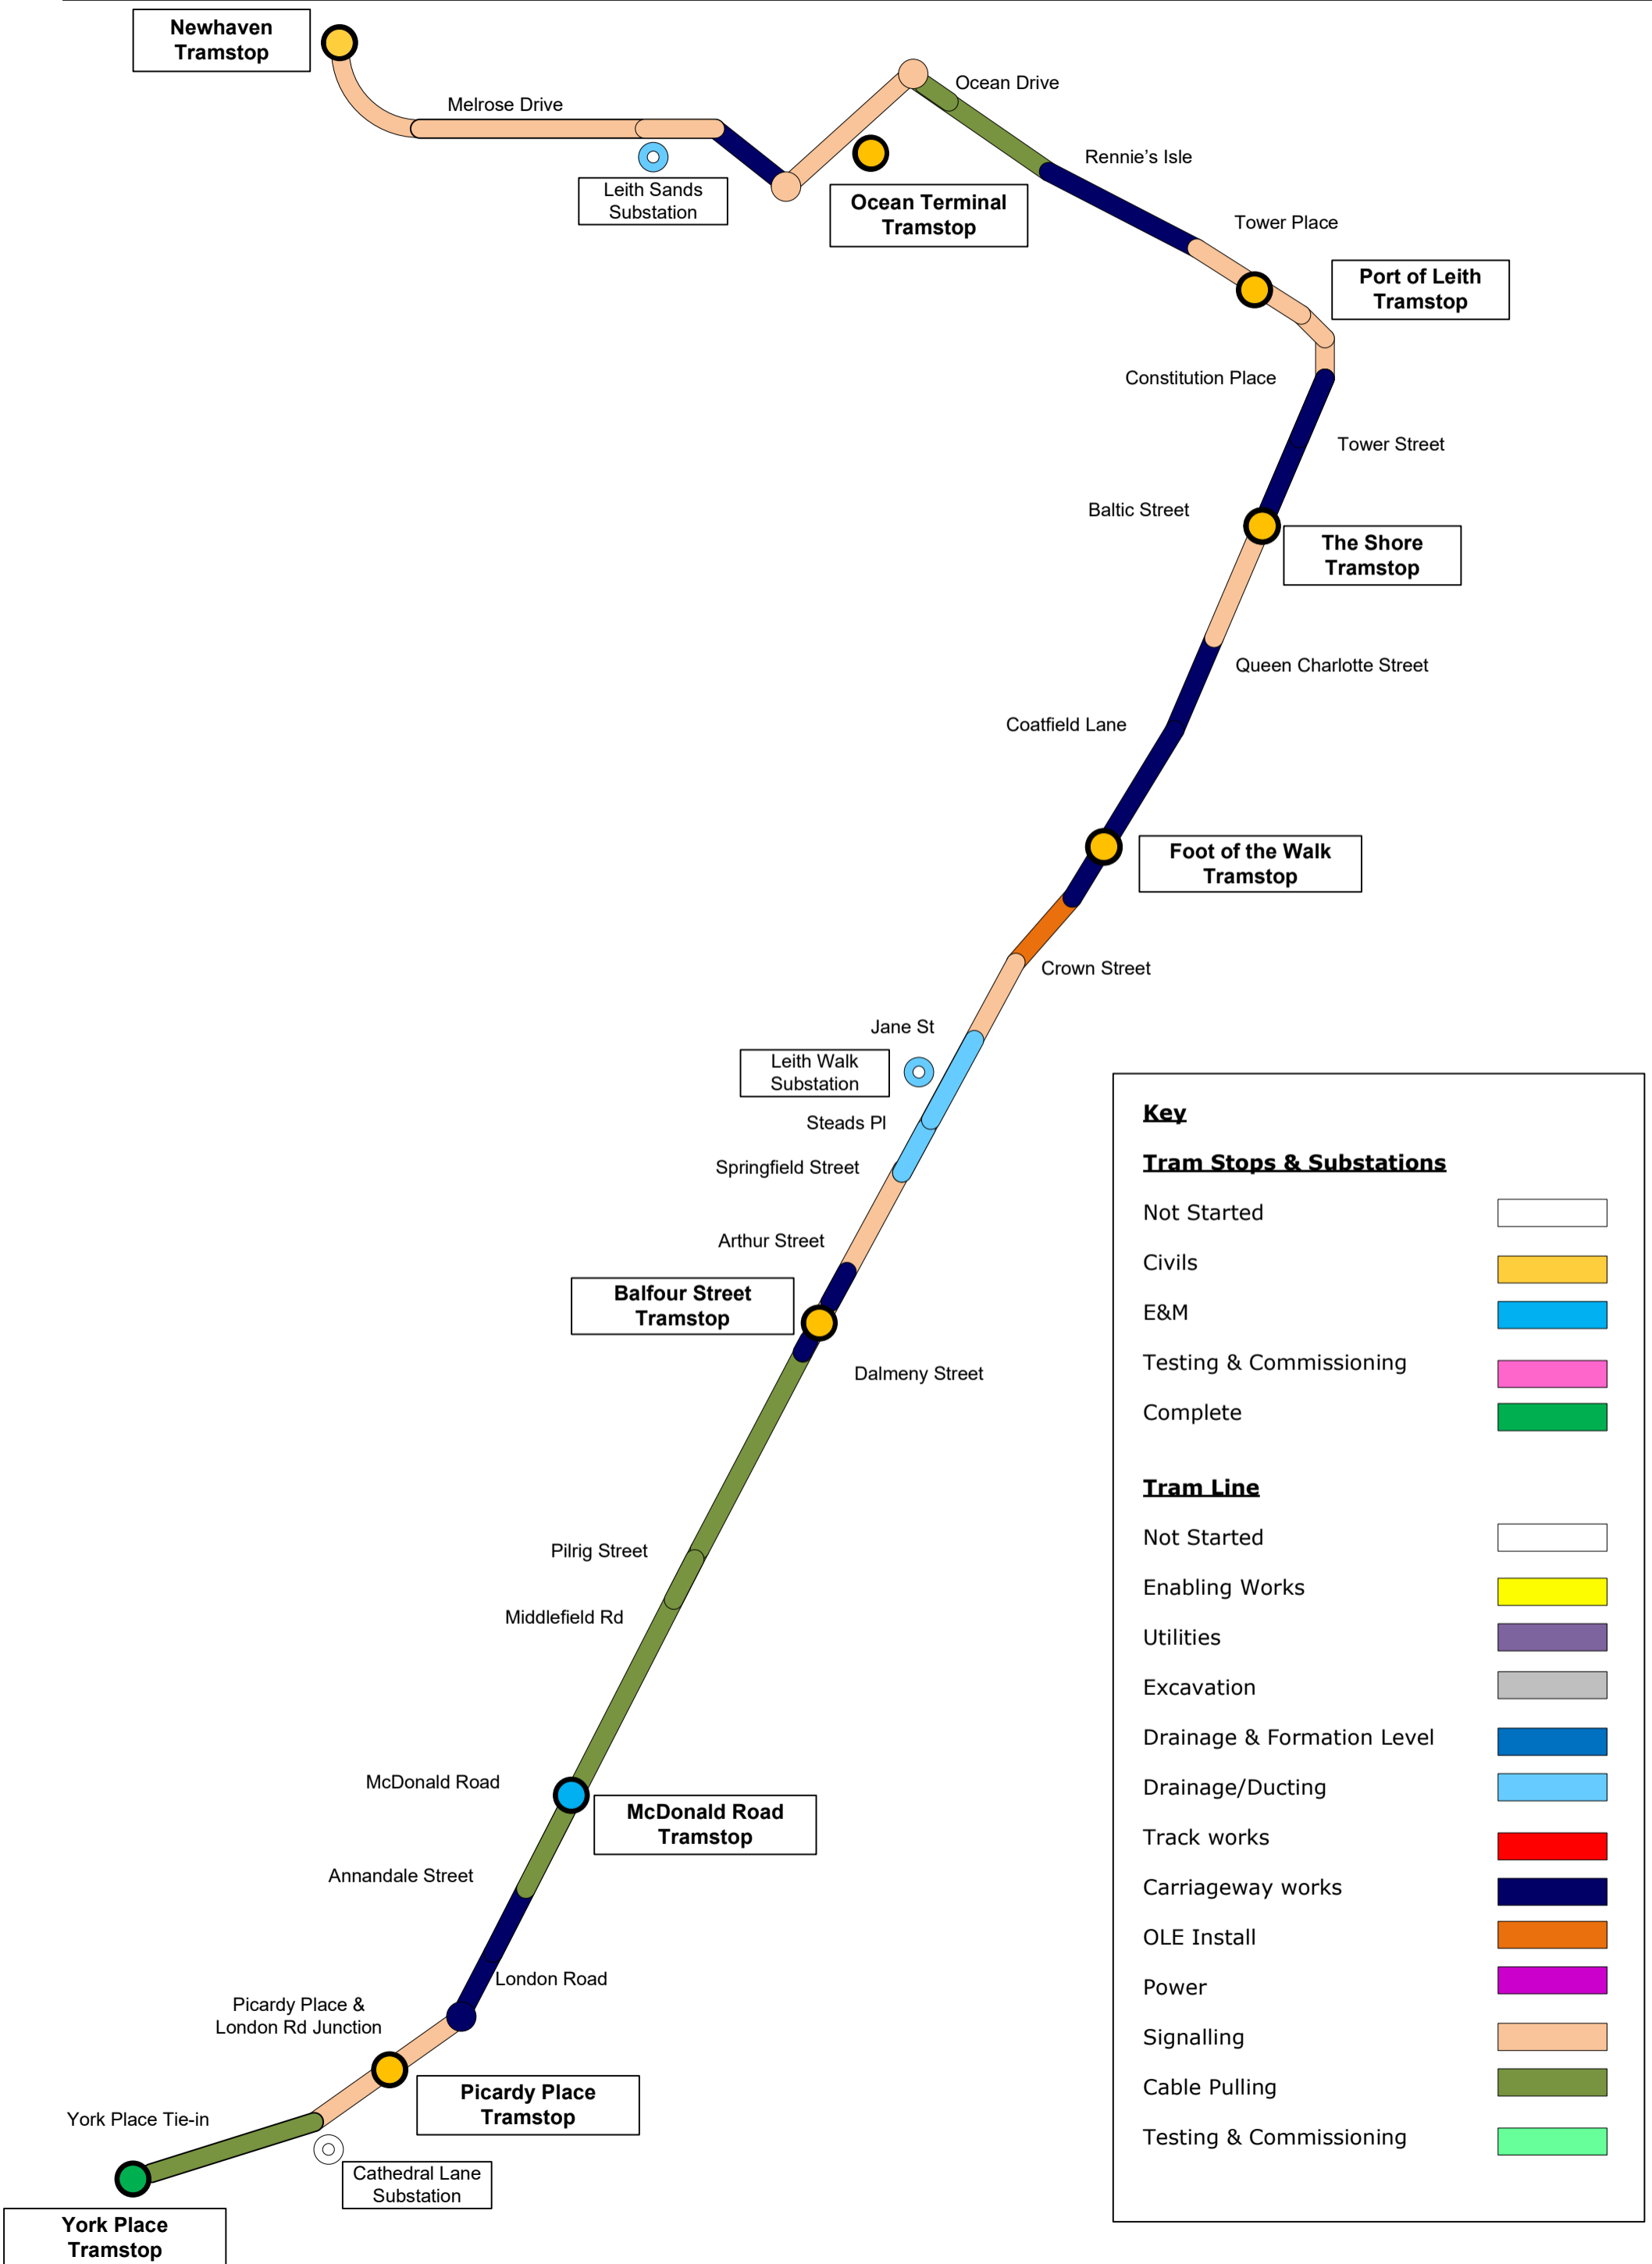 Newhaven
Tramstop
Ocean Drive
Melrose Drive
Rennie’s Isle
Leith Sands
Substation
Ocean Terminal
Tramstop
Tower Place
Port of Leith
Tramstop
Constitution Place
Tower Street
Baltic Street
The Shore
Tramstop
Queen Charlotte Street
Coatfield Lane
Foot of the Walk
Tramstop
Crown Street
Jane St
Leith Walk
Substation
Steads Pl
Springfield Street
Arthur Street
Balfour Street
Tramstop
Dalmeny Street
Pilrig Street
Middlefield Rd
McDonald Road
McDonald Road
Tramstop
Annandale Street
London Road
Picardy Place &
London Rd Junction
Picardy Place
Tramstop
York Place Tie-in
Cathedral Lane
Substation
York Place
Tramstop
Key
Tram Stops & Substations
Not Started
Civils
E&M
Testing & Commissioning
Complete
Tram Line
Not Started
Enabling Works
Utilities
Excavation
Drainage & Formation Level
Drainage/Ducting
Track works
Carriageway works
OLE Install
Power
Signalling
Cable Pulling
Testing & Commissioning